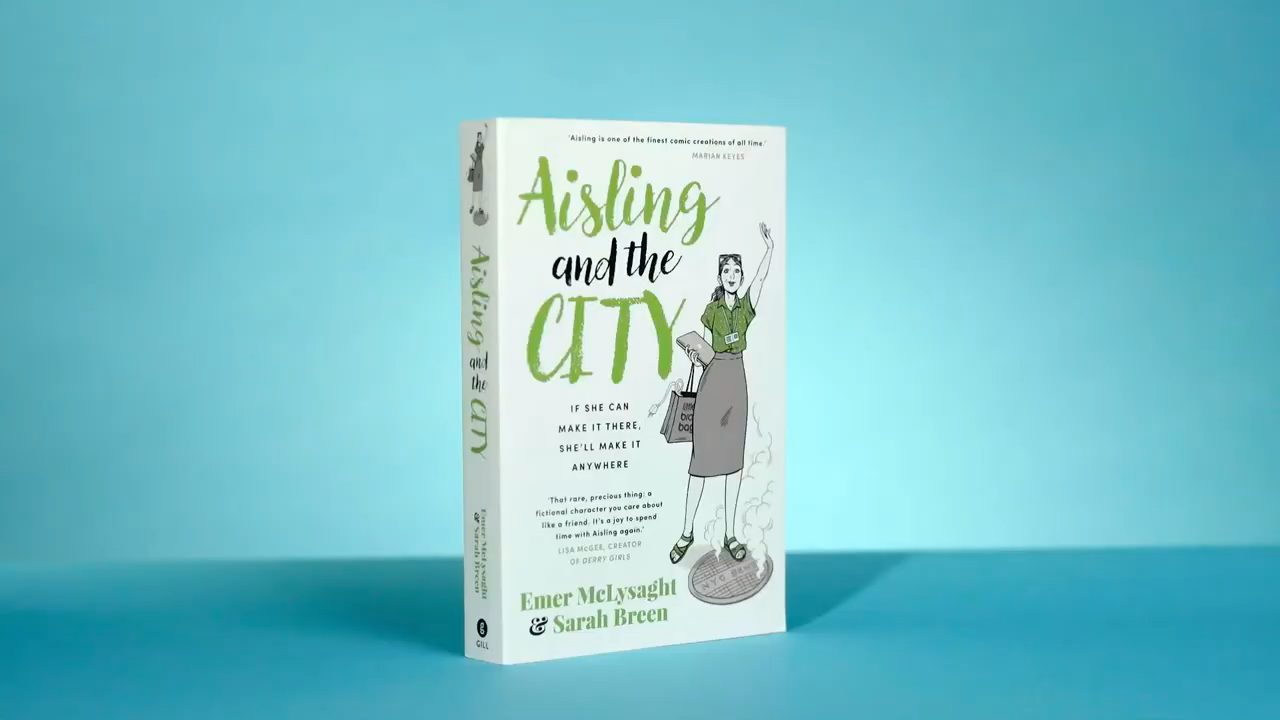 'Aisling is one of the finest comic creations of all time.'
MARIAN KEYES
Aisling
and the
CITY
IF SHE CAN
MAKE IT THERE,
SHE'LL MAKE IT
ANYWHERE
'That rare, precious thing: a
fictional character you care about
like a friend. It's a joy to spend
time with Aisling again.'
LISA McGEE, CREATOR
OF DERRY GIRLS
Emer McLysaght
& Sarah Breen
little
bag
NYC
Aisling
and
the
CITY
Emer McLysaght
& Sarah Breen
GILL